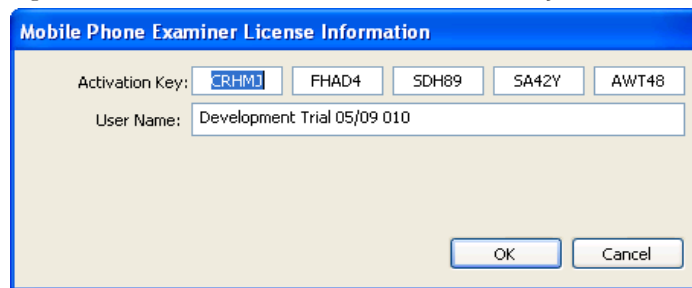 Mobile Phone Examiner License Information
Activation Key: CRHMJ FHAD4 SDH89 SA42Y AWT48
User Name: Development Trial 05/09 010
OK Cancel